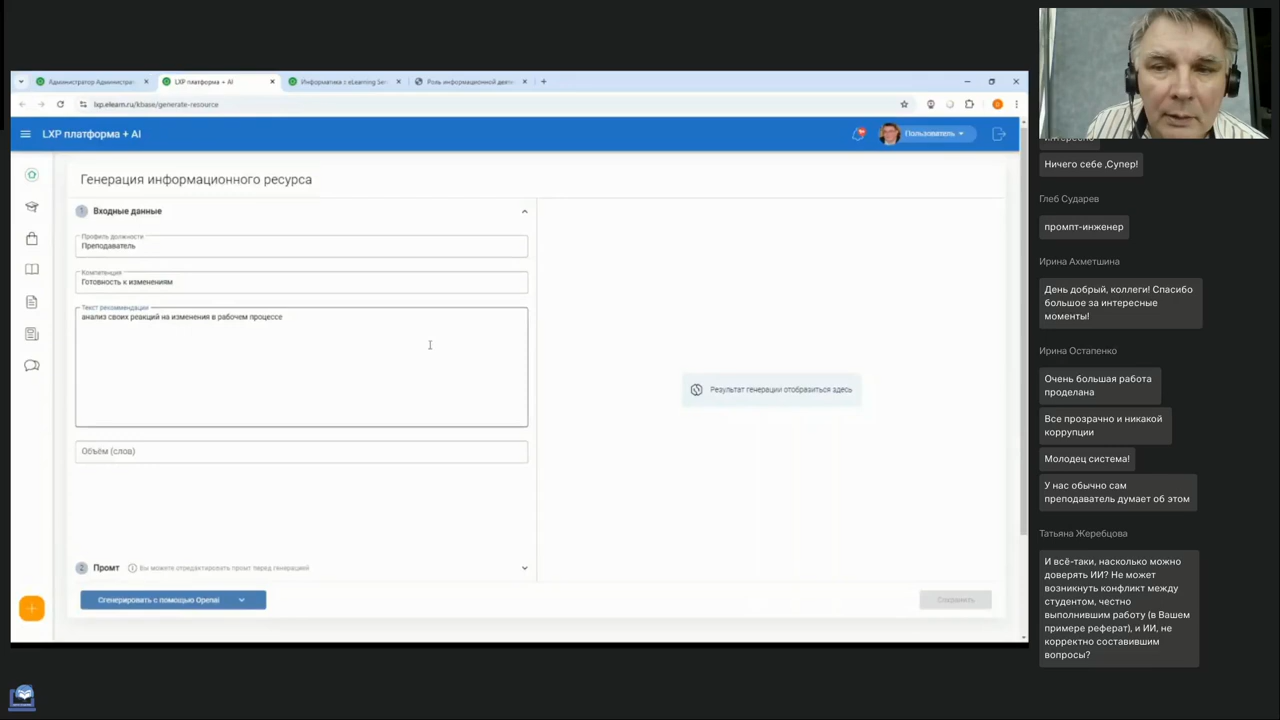 Администратор Администра
LXP платформа + AI
Информатика с eLearning Se
Роль информационной деяте
lxp.elearn.ru/kbase/generate-resource
LXP платформа + AI
Пользователь
Генерация информационного ресурса
1 Входные данные
Профиль должности
Преподаватель
Компетенция
Готовность к изменениям
Текст рекомендации
анализ своих реакций на изменения в рабочем процессе
Объём (слов)
Результат генерации отобразиться здесь
2 Промт Вы можете отредактировать промт перед генерацией
Сгенерировать с помощью Openai
Сохранить
Ничего себе ,Супер!
Глеб Сударев
промпт-инженер
Ирина Ахметшина
День добрый, коллеги! Спасибо
большое за интересные
моменты!
Ирина Остапенко
Очень большая работа
проделана
Все прозрачно и никакой
коррупции
Молодец система!
У нас обычно сам
преподаватель думает об этом
Татьяна Жеребцова
И всё-таки, насколько можно
доверять ИИ? Не может
возникнуть конфликт между
студентом, честно
выполнившим работу (в Вашем
примере реферат), и ИИ, не
корректно составившим
вопросы?